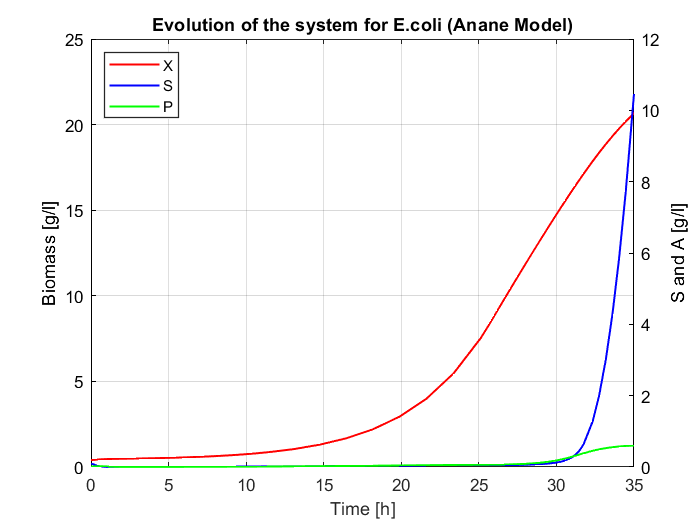 Evolution of the system for E.coli (Anane Model)
X
S
P
Biomass [g/l]
25
20
15
10
5
0
S and A [g/l]
12
10
8
6
4
2
0
0 5 10 15 20 25 30 35
Time [h]